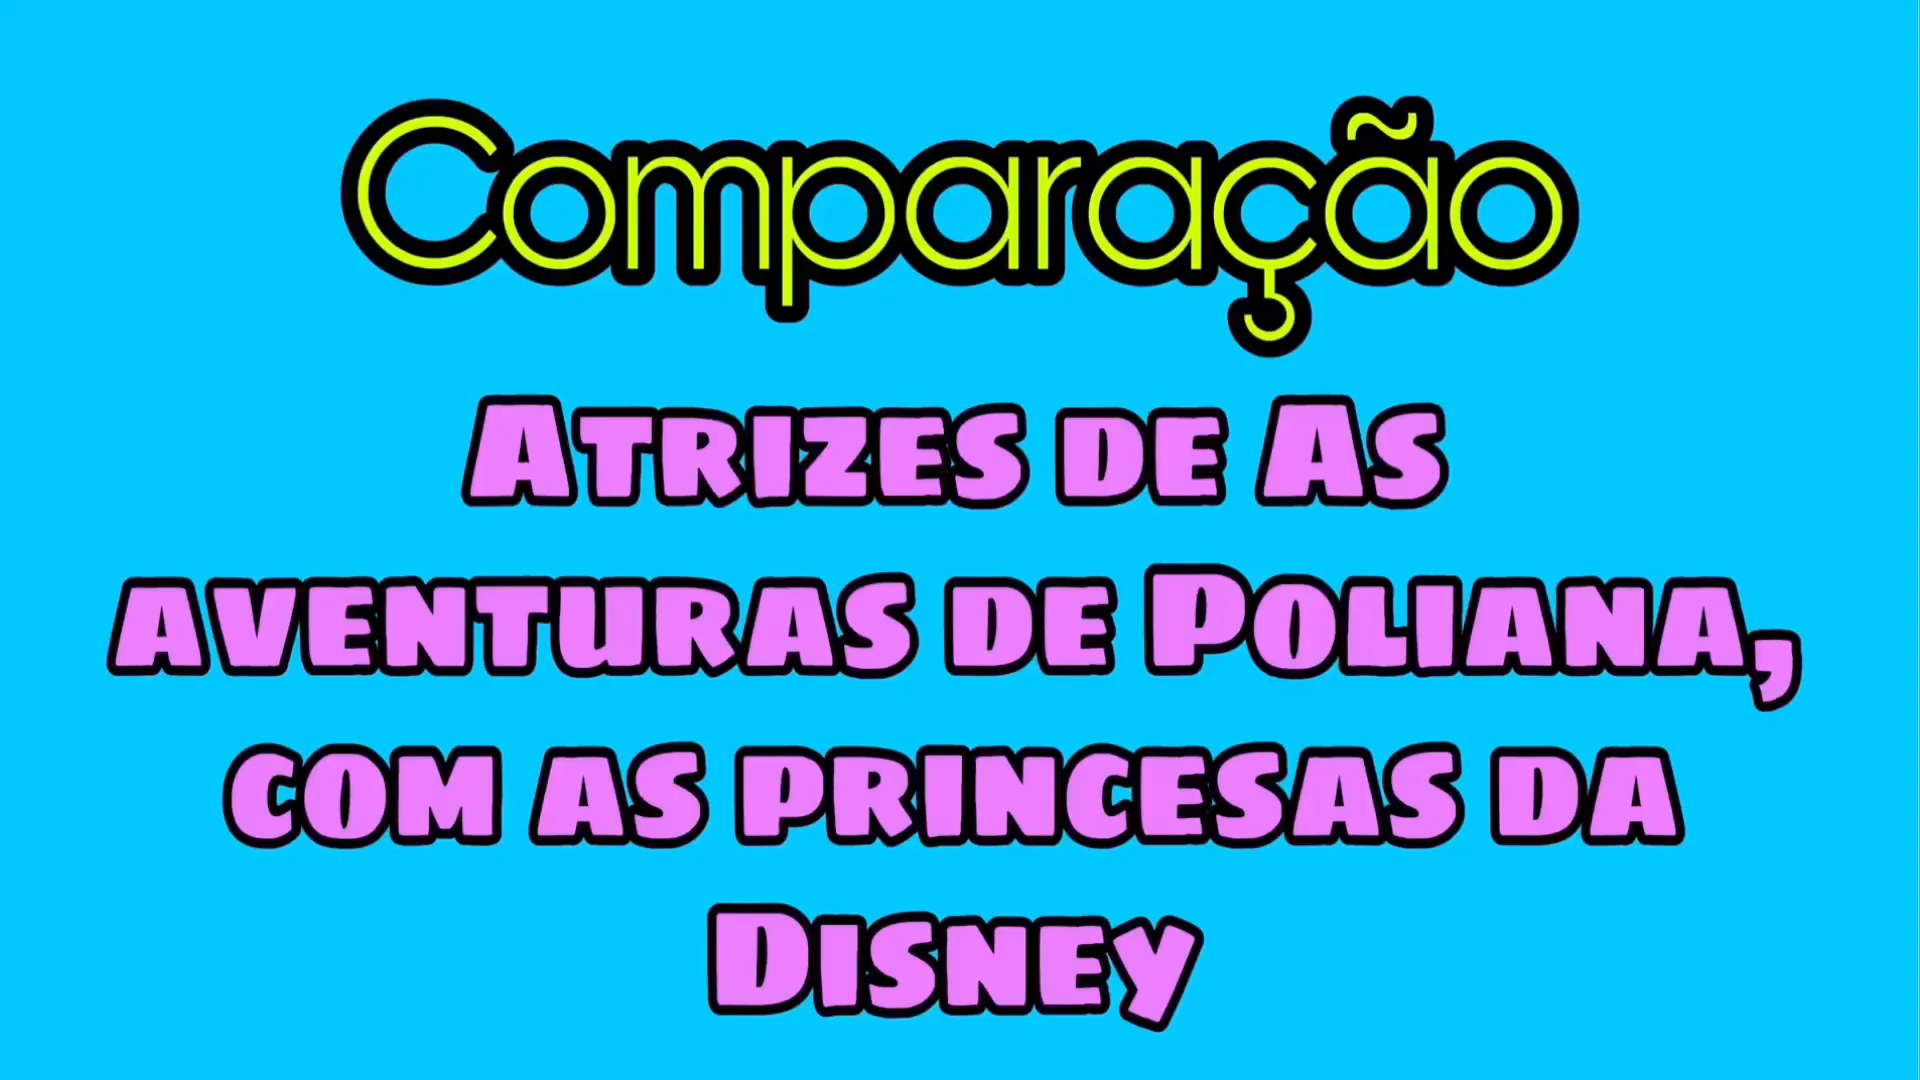 Comparação
Atrizes de As
aventuras de Poliana,
com as princesas da
Disney